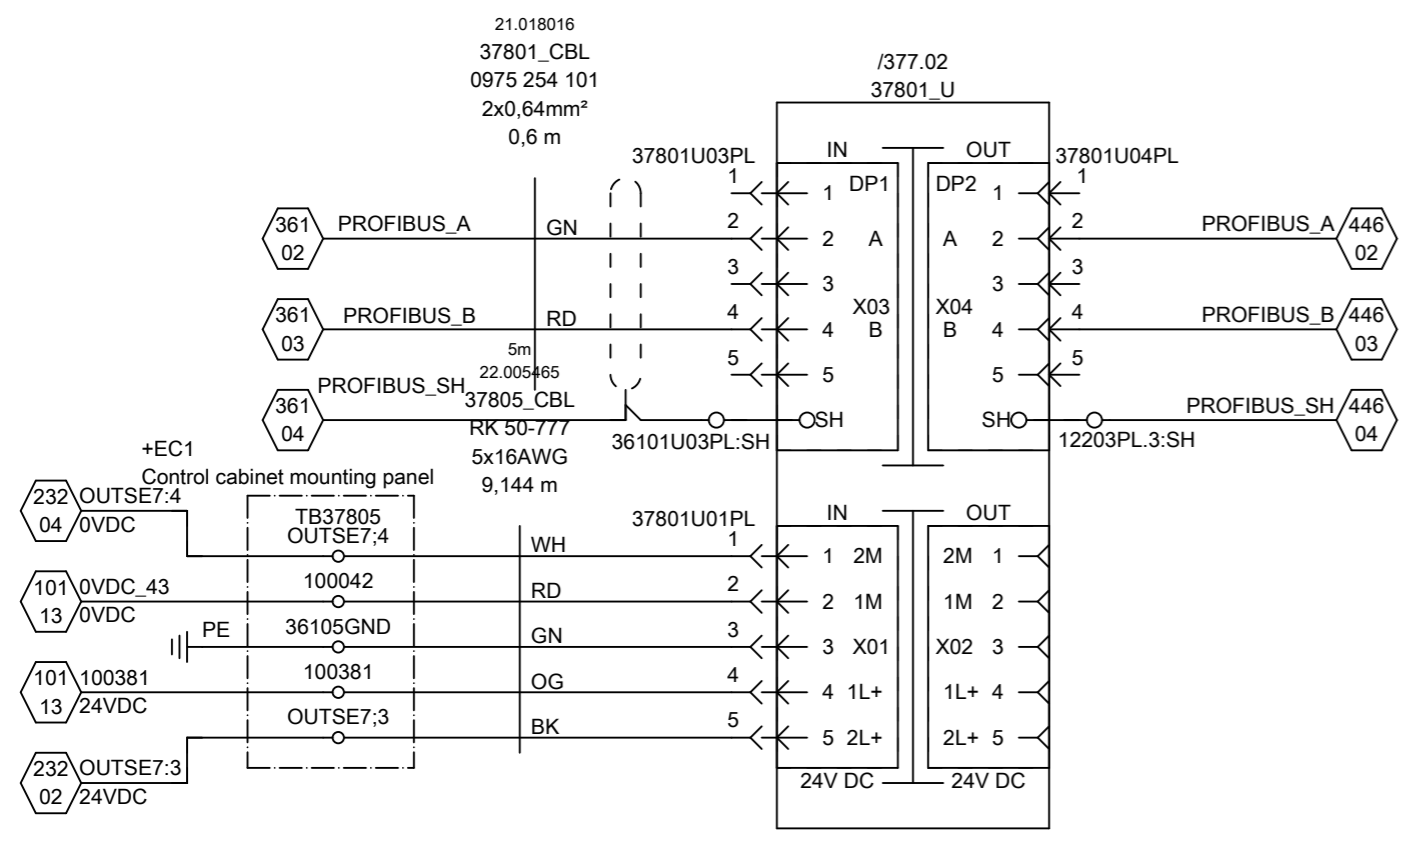 21.018016
37801_CBL
0975 254 101
2x0,64mm²
0,6 m
/377.02
37801_U
37801U03PL
IN
OUT
37801U04PL
1
1
DP1
DP2
1
1
361
02
PROFIBUS_A
GN
2
2
A
A
2
2
PROFIBUS_A
446
02
3
3
3
3
X03
X04
361
03
PROFIBUS_B
RD
4
4
B
B
4
4
PROFIBUS_B
446
03
5
5
5
5
5m
22.005465
37805_CBL
RK 50-777
5x16AWG
9,144 m
361
04
PROFIBUS_SH
36101U03PL:SH
SH
SH
12203PL.3:SH
PROFIBUS_SH
446
04
+EC1
Control cabinet mounting panel
TB37805
37801U01PL
IN
OUT
232
04
OUTSE7:4
0VDC
OUTSE7;4
WH
1
1 2M
2M 1
101
13
0VDC_43
0VDC
100042
RD
2
2 1M
1M 2
PE
36105GND
GN
3
3 X01
X02 3
101
13
100381
24VDC
100381
OG
4
4 1L+
1L+ 4
232
02
OUTSE7:3
24VDC
OUTSE7;3
BK
5
5 2L+
2L+ 5
24V DC
24V DC